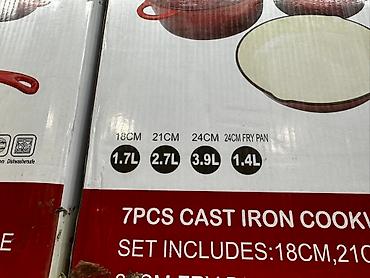 18CM 21CM 24CM 24CM FRY PAN
1.7L 2.7L 3.9L 1.4L
Dishwashersafe
7PCS CAST IRON
SET INCLUDES:18CM,21C